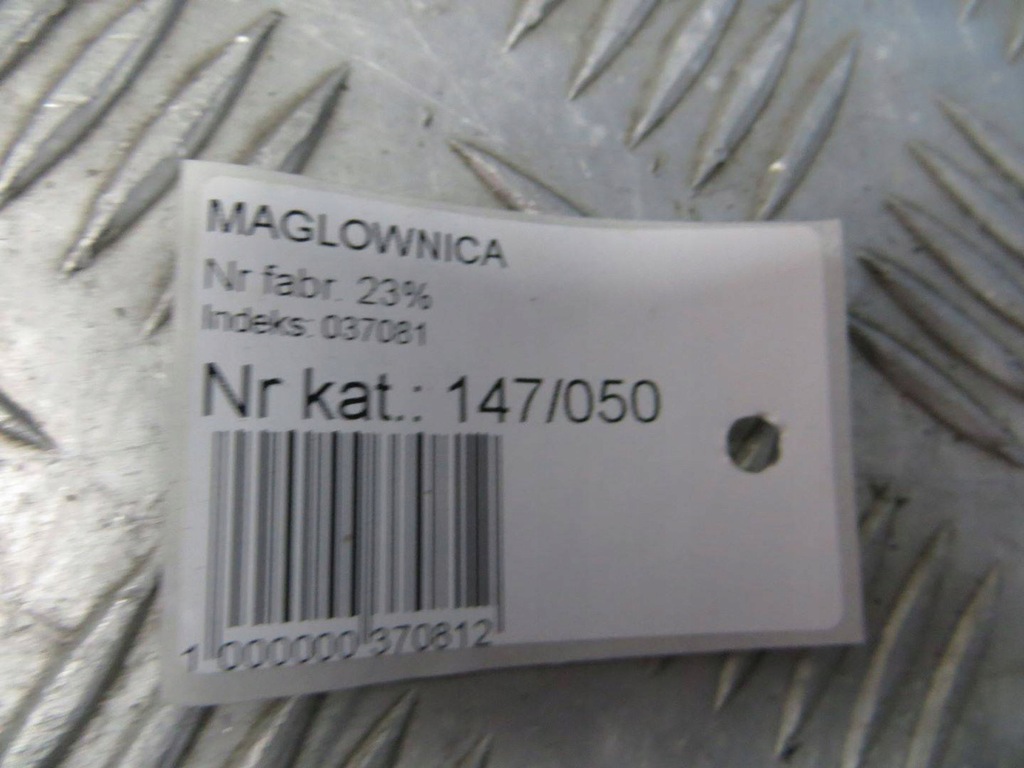 MAGLOWNICA
Nr fabr. 23%
Indeks: 037081
Nr kat.: 147/050
1 000000 370812